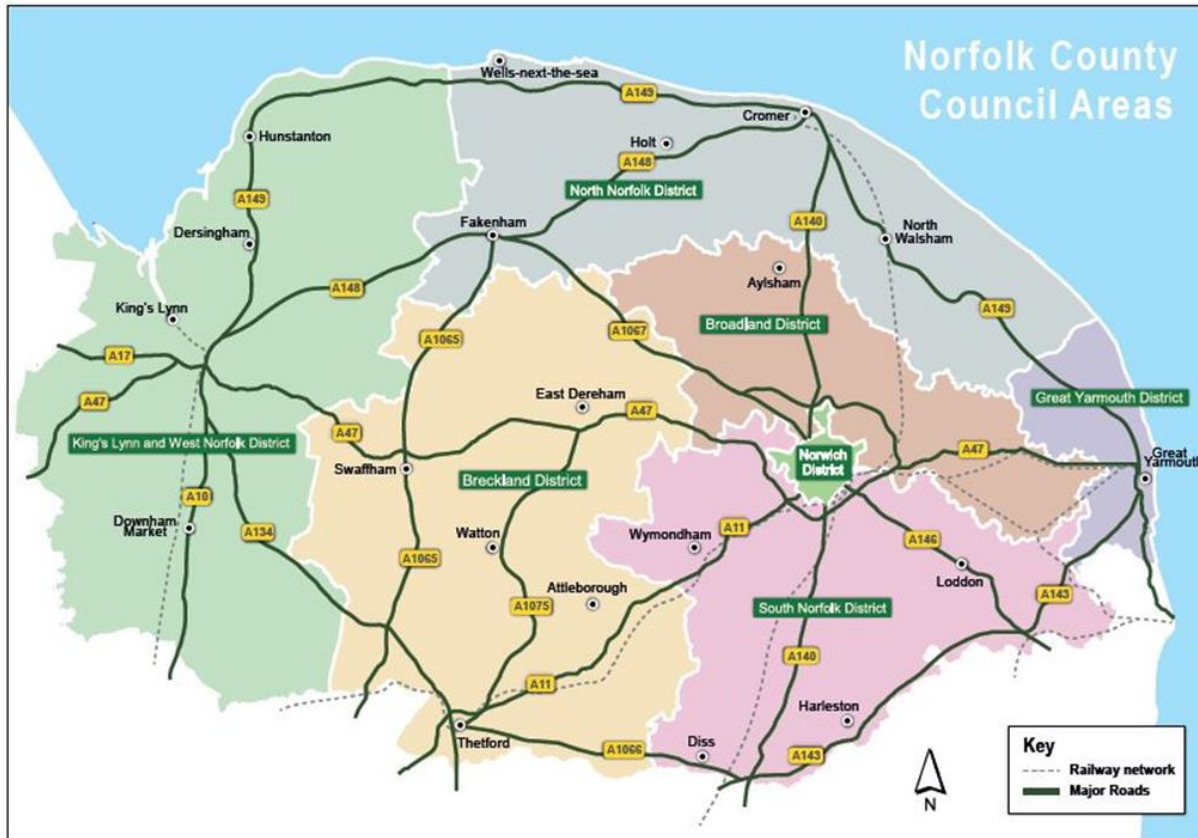 Norfolk County
Council Areas
Wells-next-the-sea
A149
Cromer
Hunstanton
Holt
A148
North Norfolk District
A149
A140
Fakenham
North
Walsham
Dersingham
Aylsham
A148
King's Lynn
A149
A1065
A1067
Broadland District
A17
A47
East Dereham
A47
Great Yarmouth District
A47
King's Lynn and West Norfolk District
Swaffham
Breckland District
Norwich
District
A47
Great
Yarmouth
A10
Downham
Market
A134
Watton
Wymondham
A11
A146
A1065
Loddon
Attleborough
A1075
South Norfolk District
A143
A140
A11
Harleston
Thetford
A1066
Diss
A143
N
Key
Railway network
Major Roads